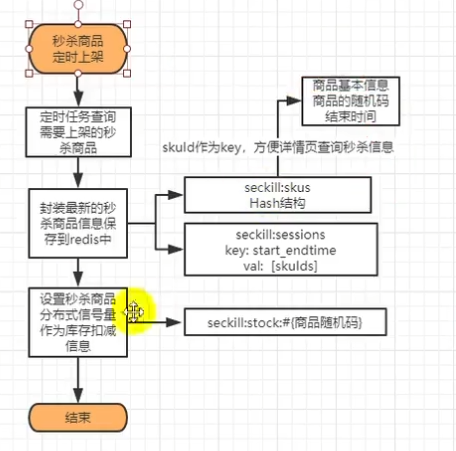 秒杀商品
定时上架
定时任务查询
需要上架的秒
杀商品
商品基本信息
商品的随机码
结束时间
skuId作为key，方便详情页查询秒杀信息
封装最新的秒
杀商品信息保
存到redis中
seckill:skus
Hash结构
seckill:sessions
key: start_endtime
val:  [skuIds]
设置秒杀商品
分布式信号量
作为库存扣减
信息
seckill:stock:#(商品随机码)
结束